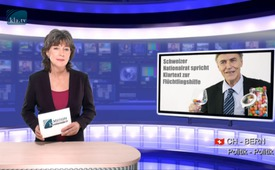 kla.tv
Schweizer
Nationalrat spricht
Klartext zur
Flüchtlingshilfe
CH - BERN
Politik - Politik